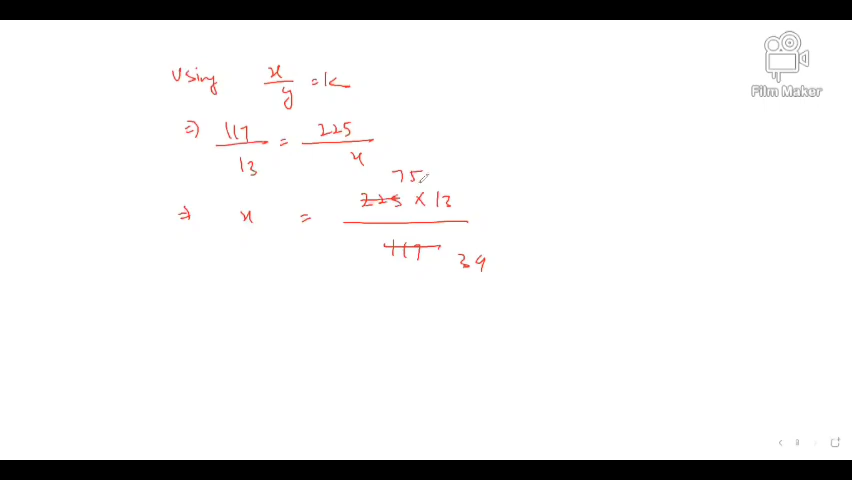 Using x/y = k
Film Maker
=) 117/13 = 225/x
75
=) x = 225 × 13
117 39